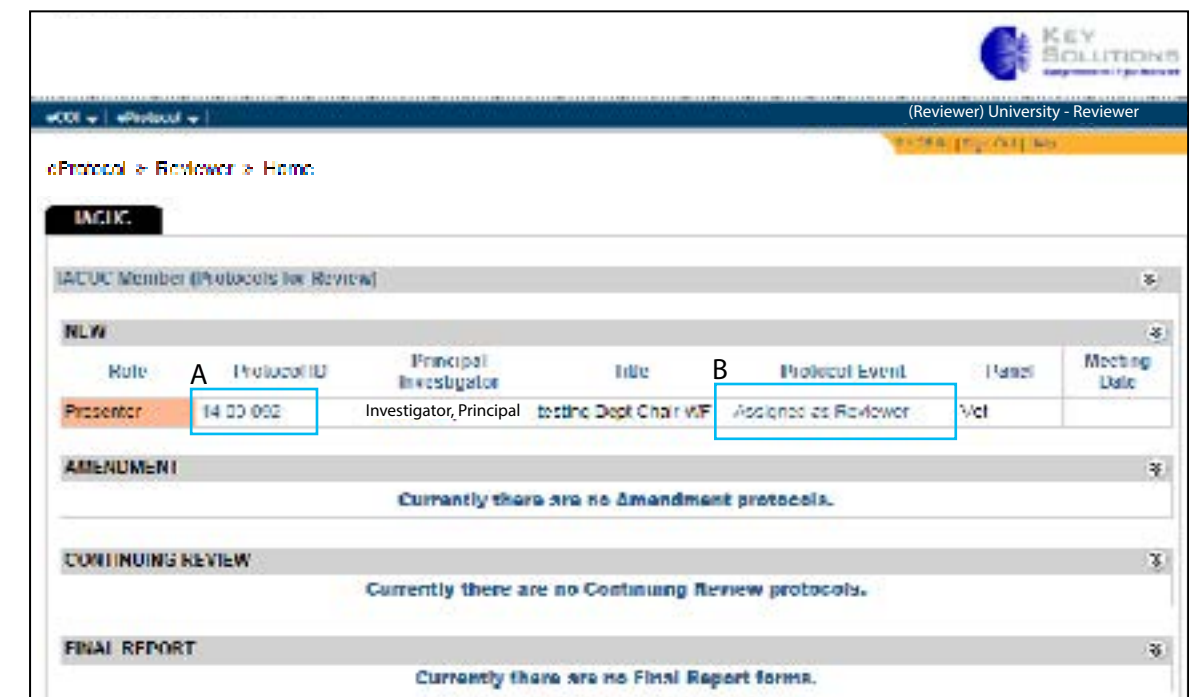 KEY
SOLUTIONS
eCOI | eProtocol |
(Reviewer) University - Reviewer
Sign Out | Help
eProtocol > Reviewer > Home
IACUC
IACUC Member (Protocols for Review)
NEW
Role A Protocol ID Principal Investigator Title B Protocol Event Panel Meeting Date
Presenter Investigator, Principal testing Dept Chair WF Assigned as Reviewer Vet
AMENDMENT
Currently there are no Amendment protocols.
CONTINUING REVIEW
Currently there are no Continuing Review protocols.
FINAL REPORT
Currently there are no Final Report forms.